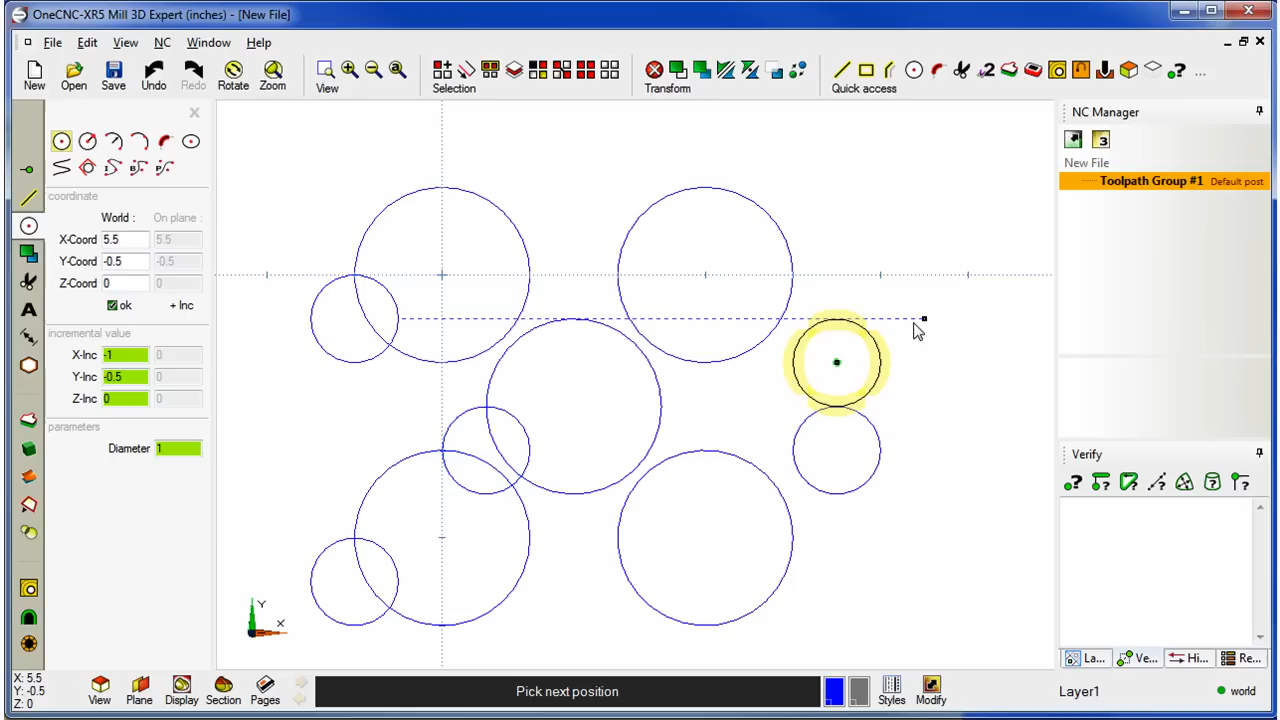 OneCNC-XR5 Mill 3D Expert (inches) - [New File]
File Edit View NC Window Help
New Open Save Undo Redo Rotate Zoom View Selection Transform Quick access
coordinate
World : On plane :
X-Coord 5.5 5.5
Y-Coord -0.5 -0.5
Z-Coord 0 0
ok + Inc
incremental value
X-Inc -1 0
Y-Inc -0.5 0
Z-Inc 0 0
parameters
Diameter 1
Y
X
NC Manager
New File
Toolpath Group #1 Default post
Verify
La... Ve... Hi... Re...
X: 5.5
Y: -0.5
Z: 0
View Plane Display Section Pages
Pick next position
Styles Modify
Layer1 world